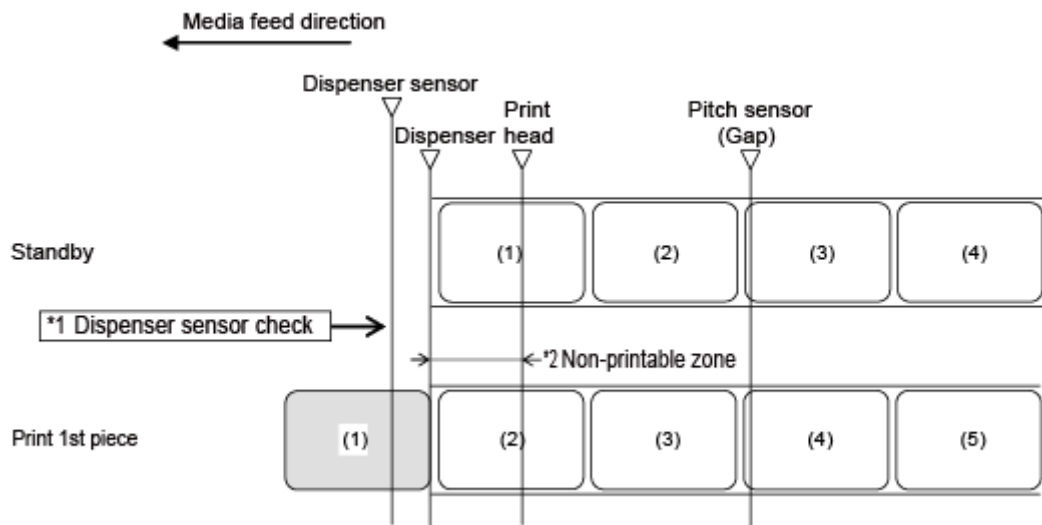 Media feed direction
Dispenser sensor
Dispenser
Print
head
Pitch sensor
(Gap)
Standby
(1)
(2)
(3)
(4)
*1 Dispenser sensor check
*2 Non-printable zone
Print 1st piece
(1)
(2)
(3)
(4)
(5)